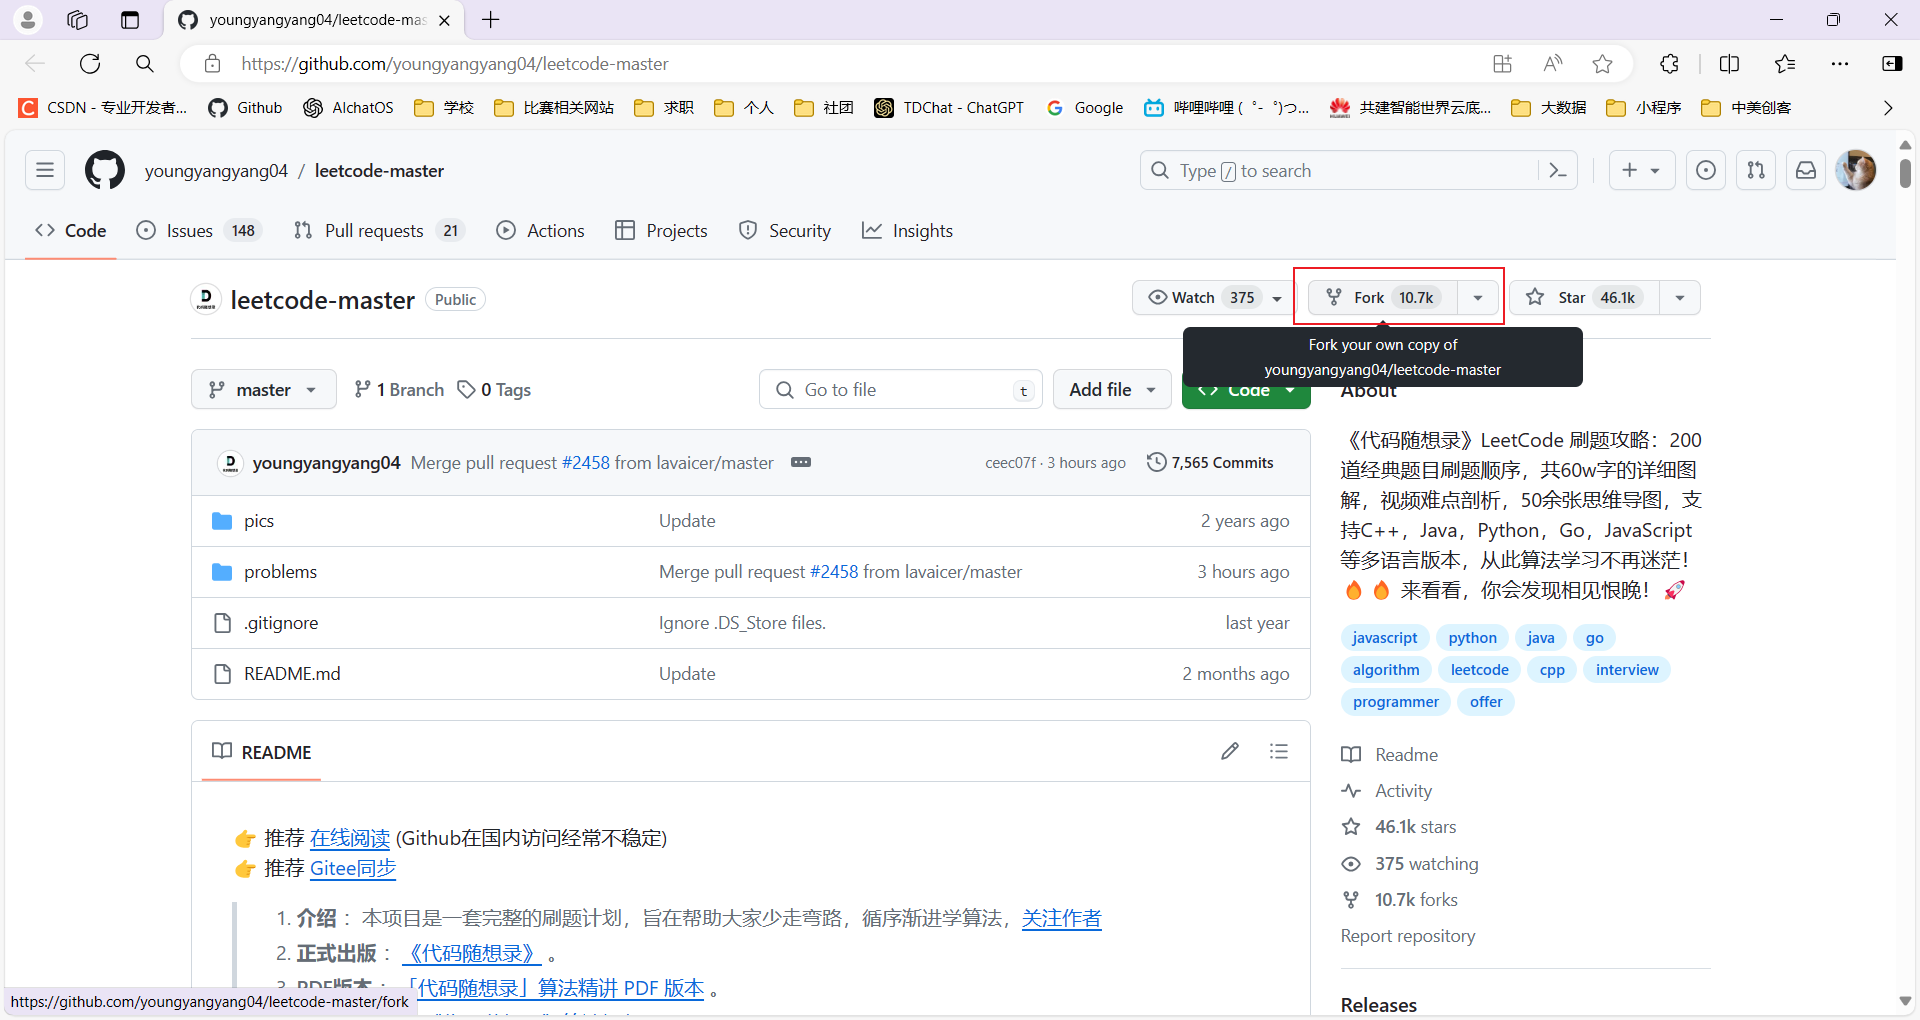 youngyangyang04/leetcode-mas
https://github.com/youngyangyang04/leetcode-master
CSDN - 专业开发者...
Github
AIchatOS
学校
比赛相关网站
求职
个人
社团
TDChat - ChatGPT
Google
哔哩哔哩 ( ゜- ゜)つ...
共建智能世界云底...
大数据
小程序
中美创客
youngyangyang04 / leetcode-master
Type / to search
Code
Issues 148
Pull requests 21
Actions
Projects
Security
Insights
leetcode-master Public
Watch 375
Fork 10.7k
Star 46.1k
Fork your own copy of
youngyangyang04/leetcode-master
master
1 Branch
0 Tags
Go to file t
Add file
Code
About
youngyangyang04 Merge pull request #2458 from lavaicer/master
ceec07f · 3 hours ago
7,565 Commits
pics Update 2 years ago
problems Merge pull request #2458 from lavaicer/master 3 hours ago
.gitignore Ignore .DS_Store files. last year
README.md Update 2 months ago
README
👉 推荐 在线阅读 (Github在国内访问经常不稳定)
👉 推荐 Gitee同步
1. 介绍 ： 本项目是一套完整的刷题计划，旨在帮助大家少走弯路，循序渐进学算法，关注作者
2. 正式出版 ： 《代码随想录》 。
3. PDF版本 ： 「代码随想录」算法精讲 PDF 版本 。
《代码随想录》LeetCode 刷题攻略：200
道经典题目刷题顺序，共60w字的详细图
解，视频难点剖析，50余张思维导图，支
持C++，Java，Python，Go，JavaScript
等多语言版本，从此算法学习不再迷茫！
🔥🔥 来看看，你会发现相见恨晚！🚀
javascript python java go
algorithm leetcode cpp interview
programmer offer
Readme
Activity
46.1k stars
375 watching
10.7k forks
Report repository
Releases
https://github.com/youngyangyang04/leetcode-master/fork